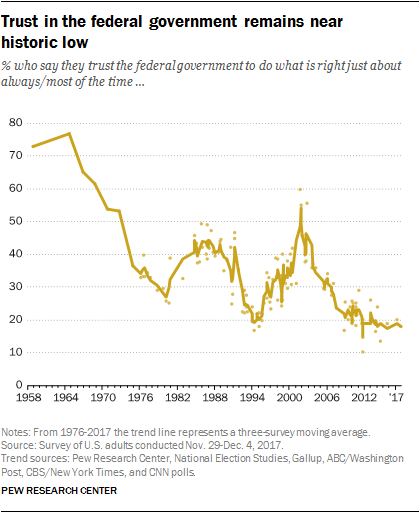 Trust in the federal government remains near
historic low
% who say they trust the federal government to do what is right just about
always/most of the time ...
80
70
60
50
40
30
20
10
0
1958 1964 1970 1976 1982 1988 1994 2000 2006 2012 '17
Notes: From 1976-2017 the trend line represents a three-survey moving average.
Source: Survey of U.S. adults conducted Nov. 29-Dec. 4, 2017.
Trend sources: Pew Research Center, National Election Studies, Gallup, ABC/Washington
Post, CBS/New York Times, and CNN polls.
PEW RESEARCH CENTER